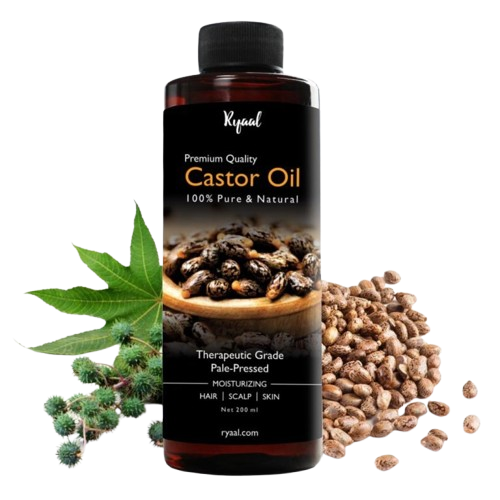 Ryaal
Premium Quality
Castor Oil
100% Pure & Natural
Therapeutic Grade
Pale-Pressed
MOISTURIZING
HAIR | SCALP | SKIN
Net 200 ml
ryaal.com